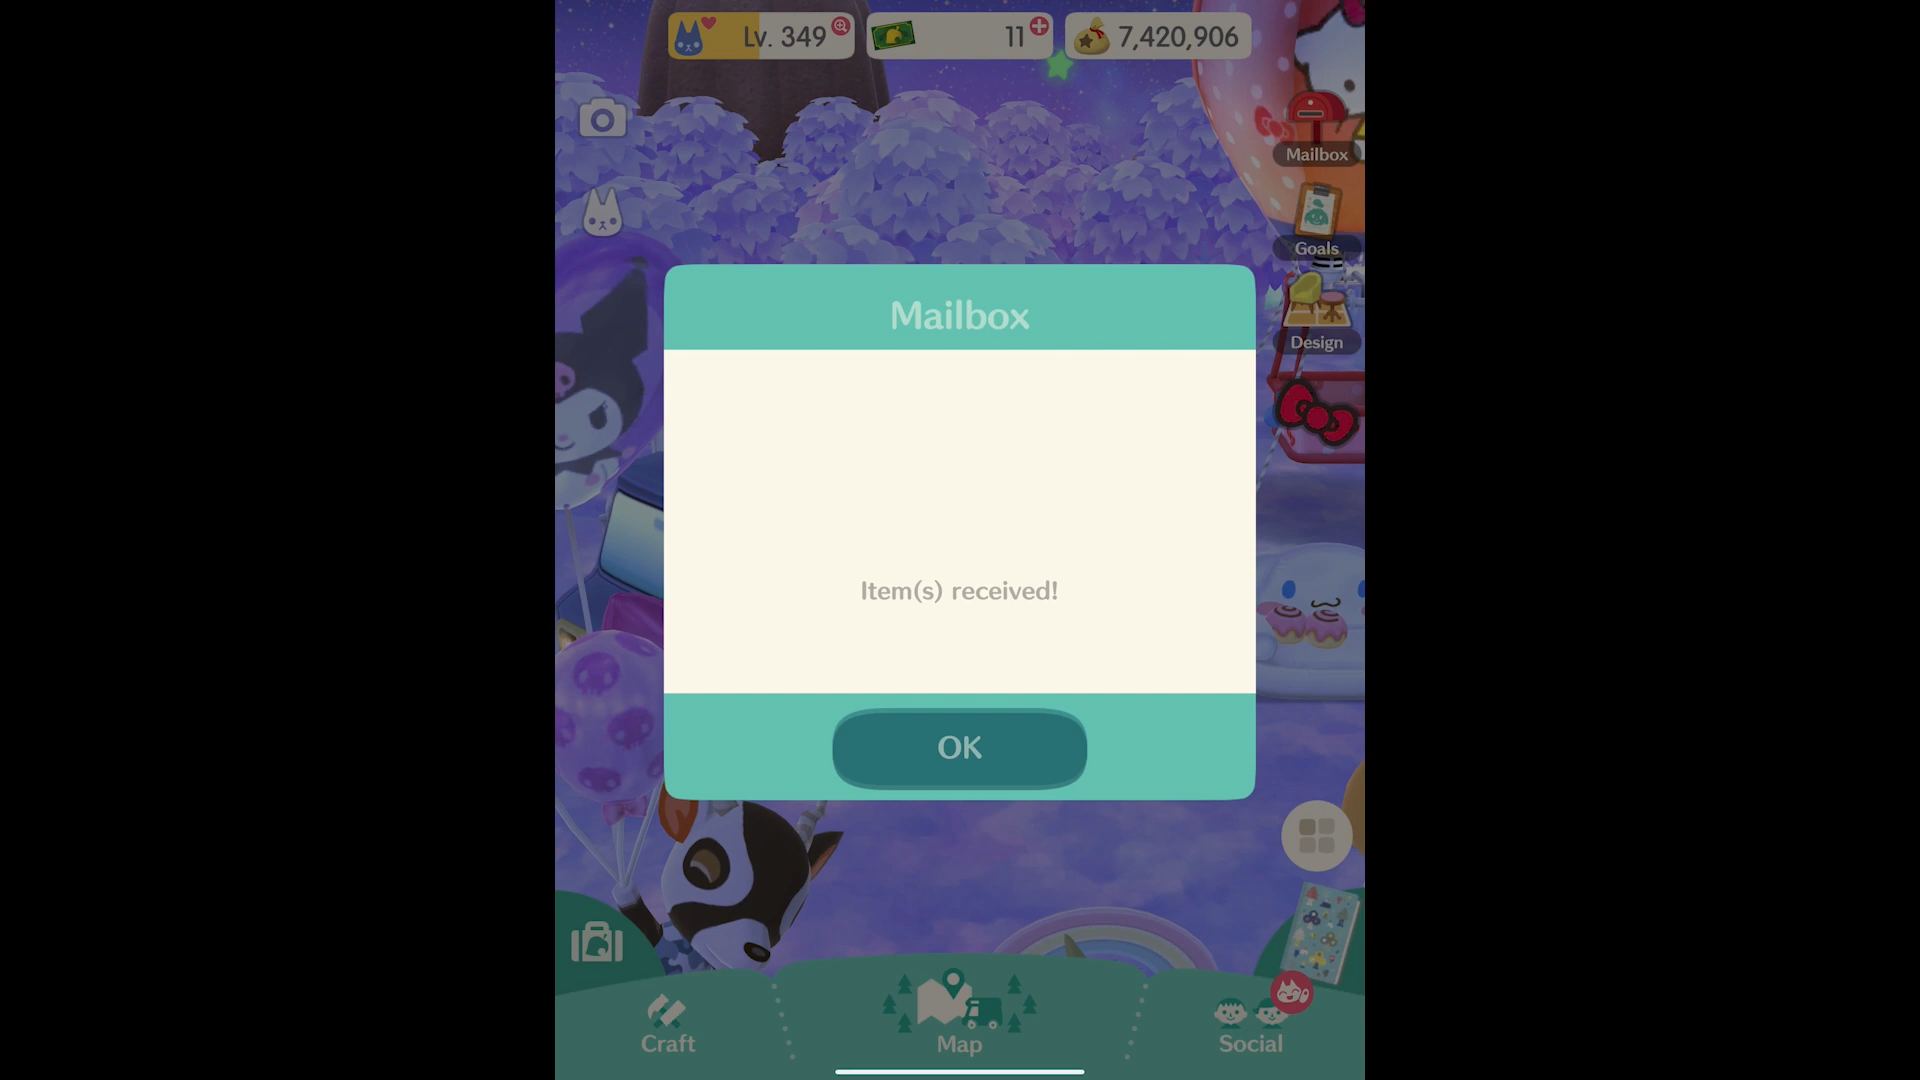 Lv. 349
11
7,420,906
Mailbox
Goals
Design
Mailbox
Item(s) received!
OK
Craft
Map
Social